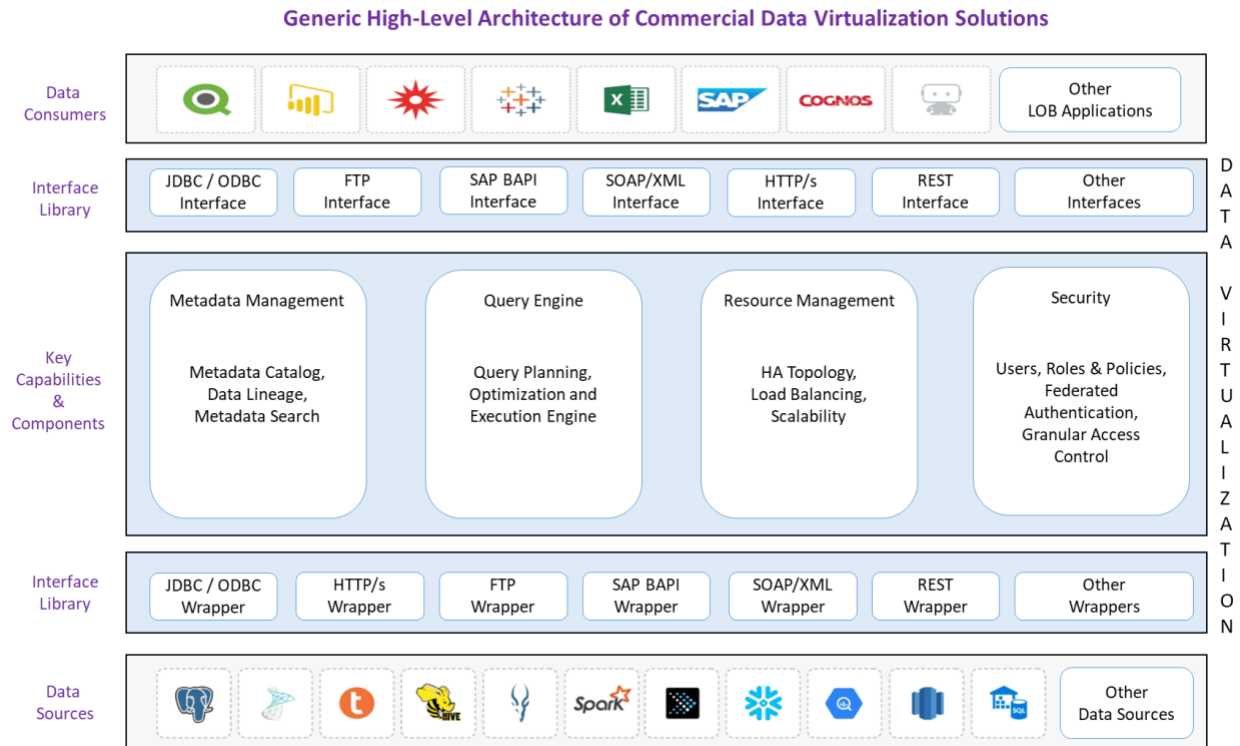 Generic High-Level Architecture of Commercial Data Virtualization Solutions
Data
Consumers
X
SAP
COGNOS
Other
LOB Applications
Interface
Library
JDBC / ODBC
Interface
FTP
Interface
SAP BAPI
Interface
SOAP/XML
Interface
HTTP/s
Interface
REST
Interface
Other
Interfaces
Key
Capabilities
&
Components
Metadata Management
Metadata Catalog,
Data Lineage,
Metadata Search
Query Engine
Query Planning,
Optimization and
Execution Engine
Resource Management
HA Topology,
Load Balancing,
Scalability
Security
Users, Roles & Policies,
Federated
Authentication,
Granular Access
Control
Interface
Library
JDBC / ODBC
Wrapper
HTTP/s
Wrapper
FTP
Wrapper
SAP BAPI
Wrapper
SOAP/XML
Wrapper
REST
Wrapper
Other
Wrappers
Data
Sources
t
HIVE
Spark
SQL
Other
Data Sources
DATA VIRTUALIZATION